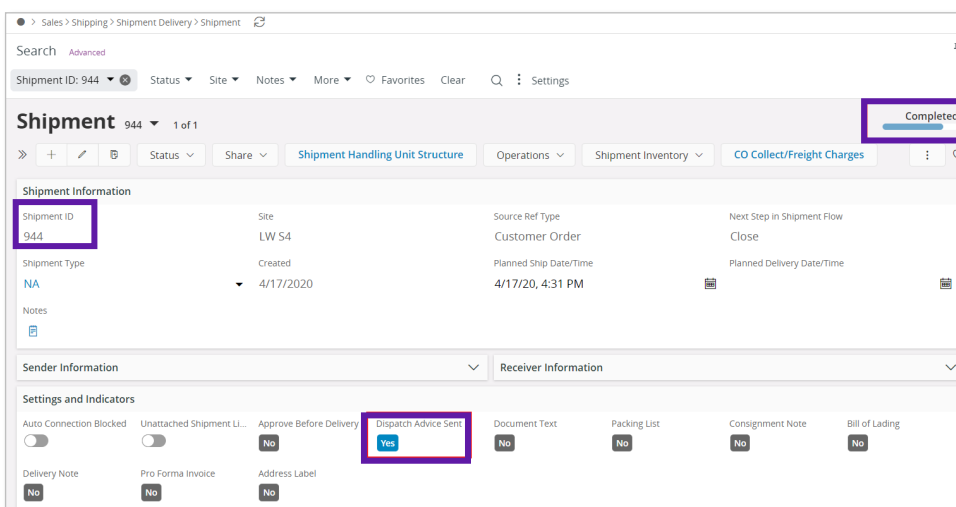 > Sales > Shipping > Shipment Delivery > Shipment
Search Advanced
Shipment ID: 944 Status Site Notes More Favorites Clear Settings
Shipment 944 1 of 1
Completed
Status Share Shipment Handling Unit Structure Operations Shipment Inventory CO Collect/Freight Charges
Shipment Information
Shipment ID Site Source Ref Type Next Step in Shipment Flow
944 LW S4 Customer Order Close
Shipment Type Created Planned Ship Date/Time Planned Delivery Date/Time
NA 4/17/2020 4/17/20, 4:31 PM
Notes
Sender Information Receiver Information
Settings and Indicators
Auto Connection Blocked Unattached Shipment Li... Approve Before Delivery Dispatch Advice Sent Document Text Packing List Consignment Note Bill of Lading
No Yes No No No No
Delivery Note Pro Forma Invoice Address Label
No No No